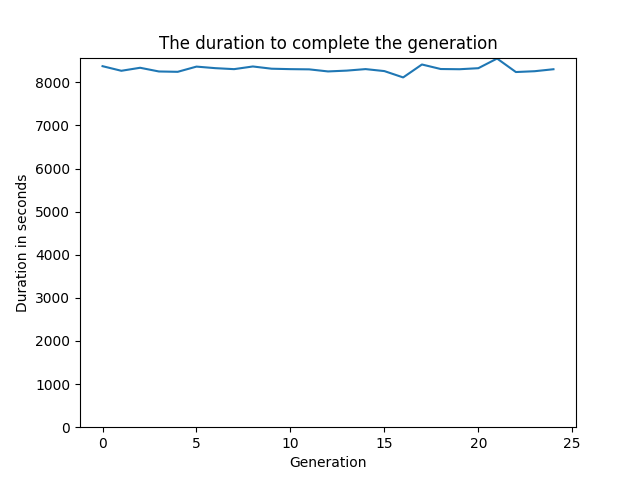 The duration to complete the generation
8000
7000
6000
5000
4000
3000
2000
1000
0
Duration in seconds
0 5 10 15 20 25
Generation